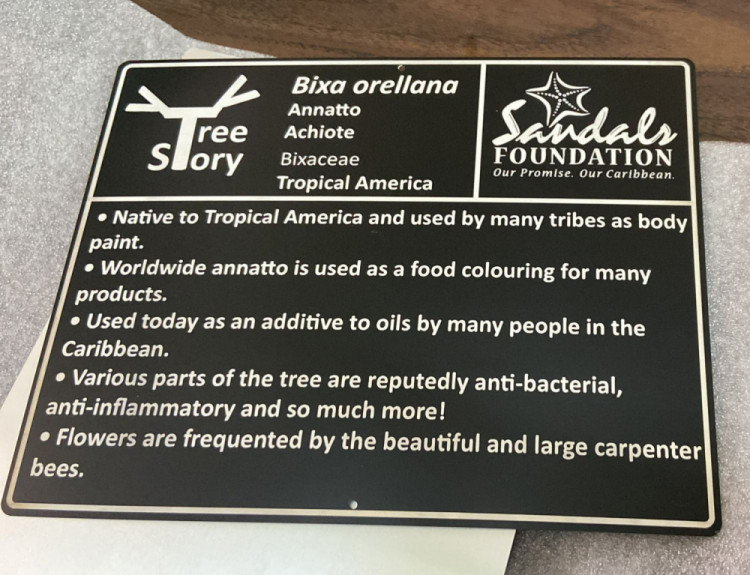 Tree
Story
Bixa orellana
Annatto
Achiote
Bixaceae
Tropical America
Sandals
FOUNDATION
Our Promise. Our Caribbean.
• Native to Tropical America and used by many tribes as body
paint.
• Worldwide annatto is used as a food colouring for many
products.
• Used today as an additive to oils by many people in the
Caribbean.
• Various parts of the tree are reputedly anti-bacterial,
anti-inflammatory and so much more!
• Flowers are frequented by the beautiful and large carpenter
bees.